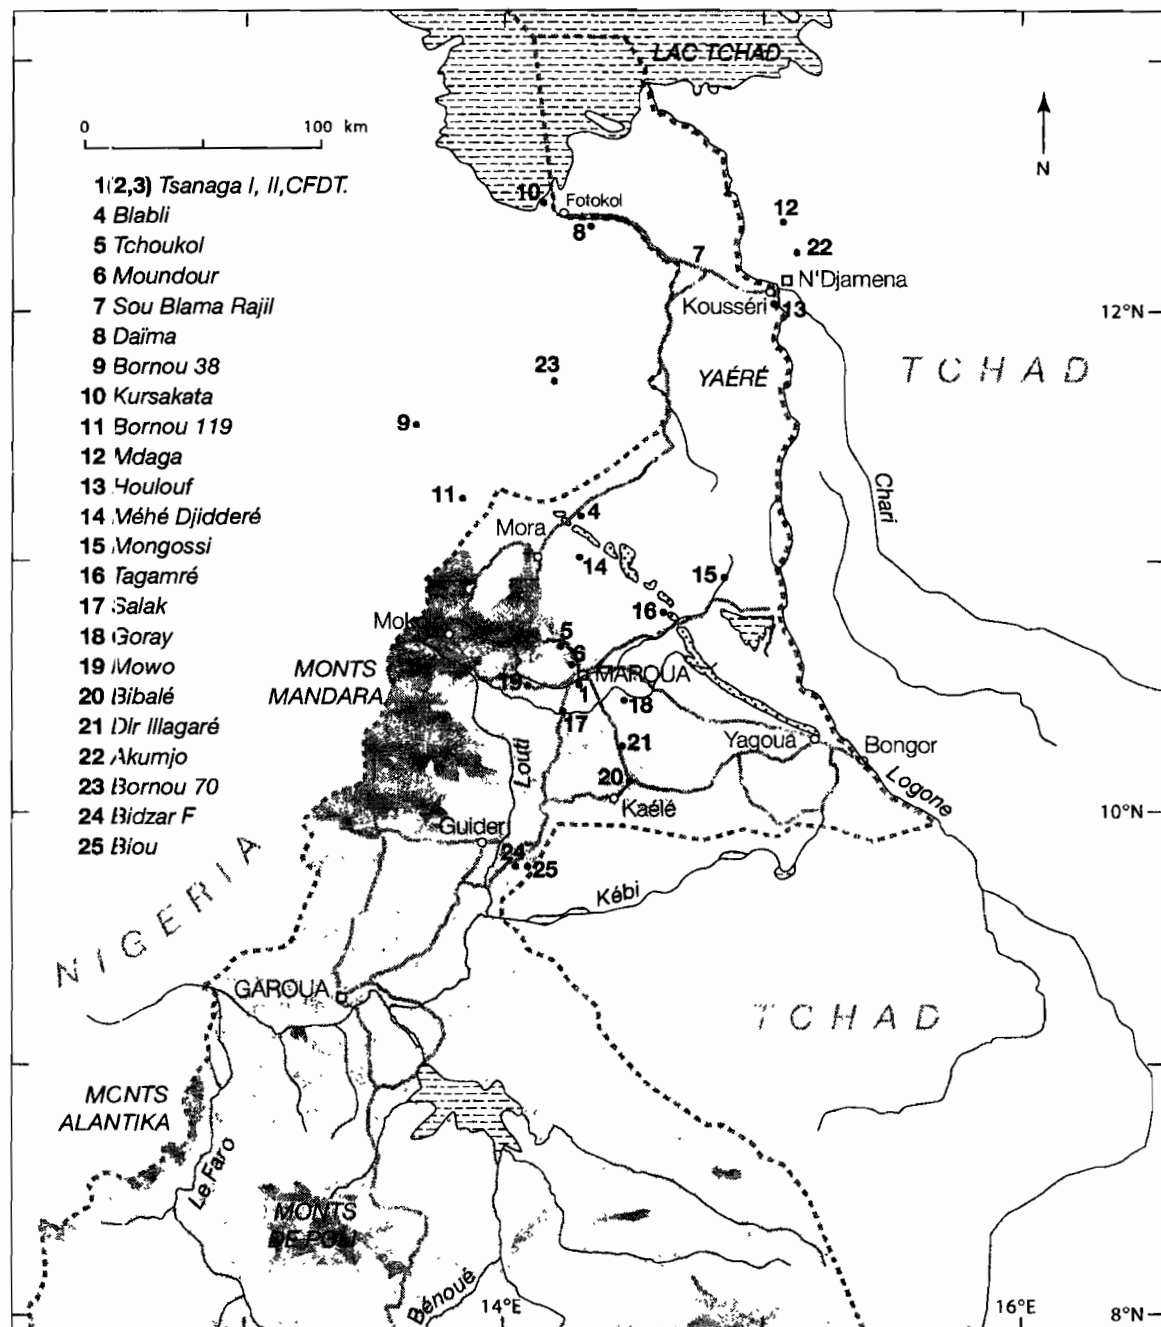 LAC TCHAD
0 100 km
N
1(2,3) Tsanaga I, II, CFDT.
4 Blabli
5 Tchoukol
6 Moundour
7 Sou Blama Rajil
8 Daïma
9 Bornou 38
10 Kursakata
11 Bornou 119
12 Mdaga
13 Houlouf
14 Méhé Djidderé
15 Mongossi
16 Tagamré
17 Salak
18 Goray
19 Mowo
20 Bibalé
21 Dir Illagaré
22 Akumjo
23 Bornou 70
24 Bidzar F
25 Biou
10
Fotokol
8
12
7
22
N'Djamena
Kousséri
13
12°N
23
YAÉRÉ
TCHAD
9
11
4
Chari
Mora
14
15
16
5
6
MONTS
MANDARA
MAROUA
19
1
18
17
Louti
21
Yagoua
Bongor
20
Logone
Kaélé
10°N
Guider
24
25
Kébi
NIGERIA
GAROUA
TCHAD
MONTS
ALANTIKA
Le Faro
MONTS
DE POLI
Bénoué
14°E
16°E
8°N